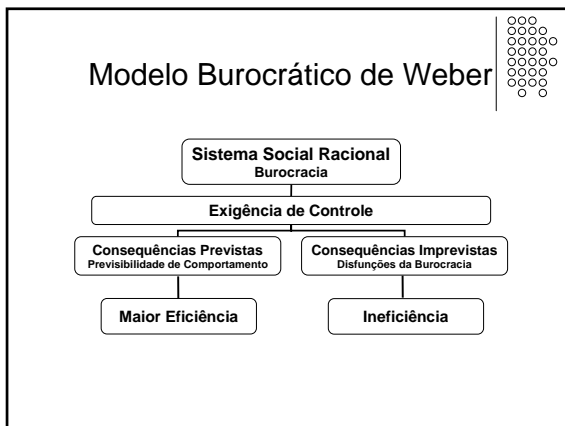 Modelo Burocrático de Weber
Sistema Social Racional
Burocracia
Exigência de Controle
Consequências Previstas
Previsibilidade de Comportamento
Consequências Imprevistas
Disfunções da Burocracia
Maior Eficiência
Ineficiência